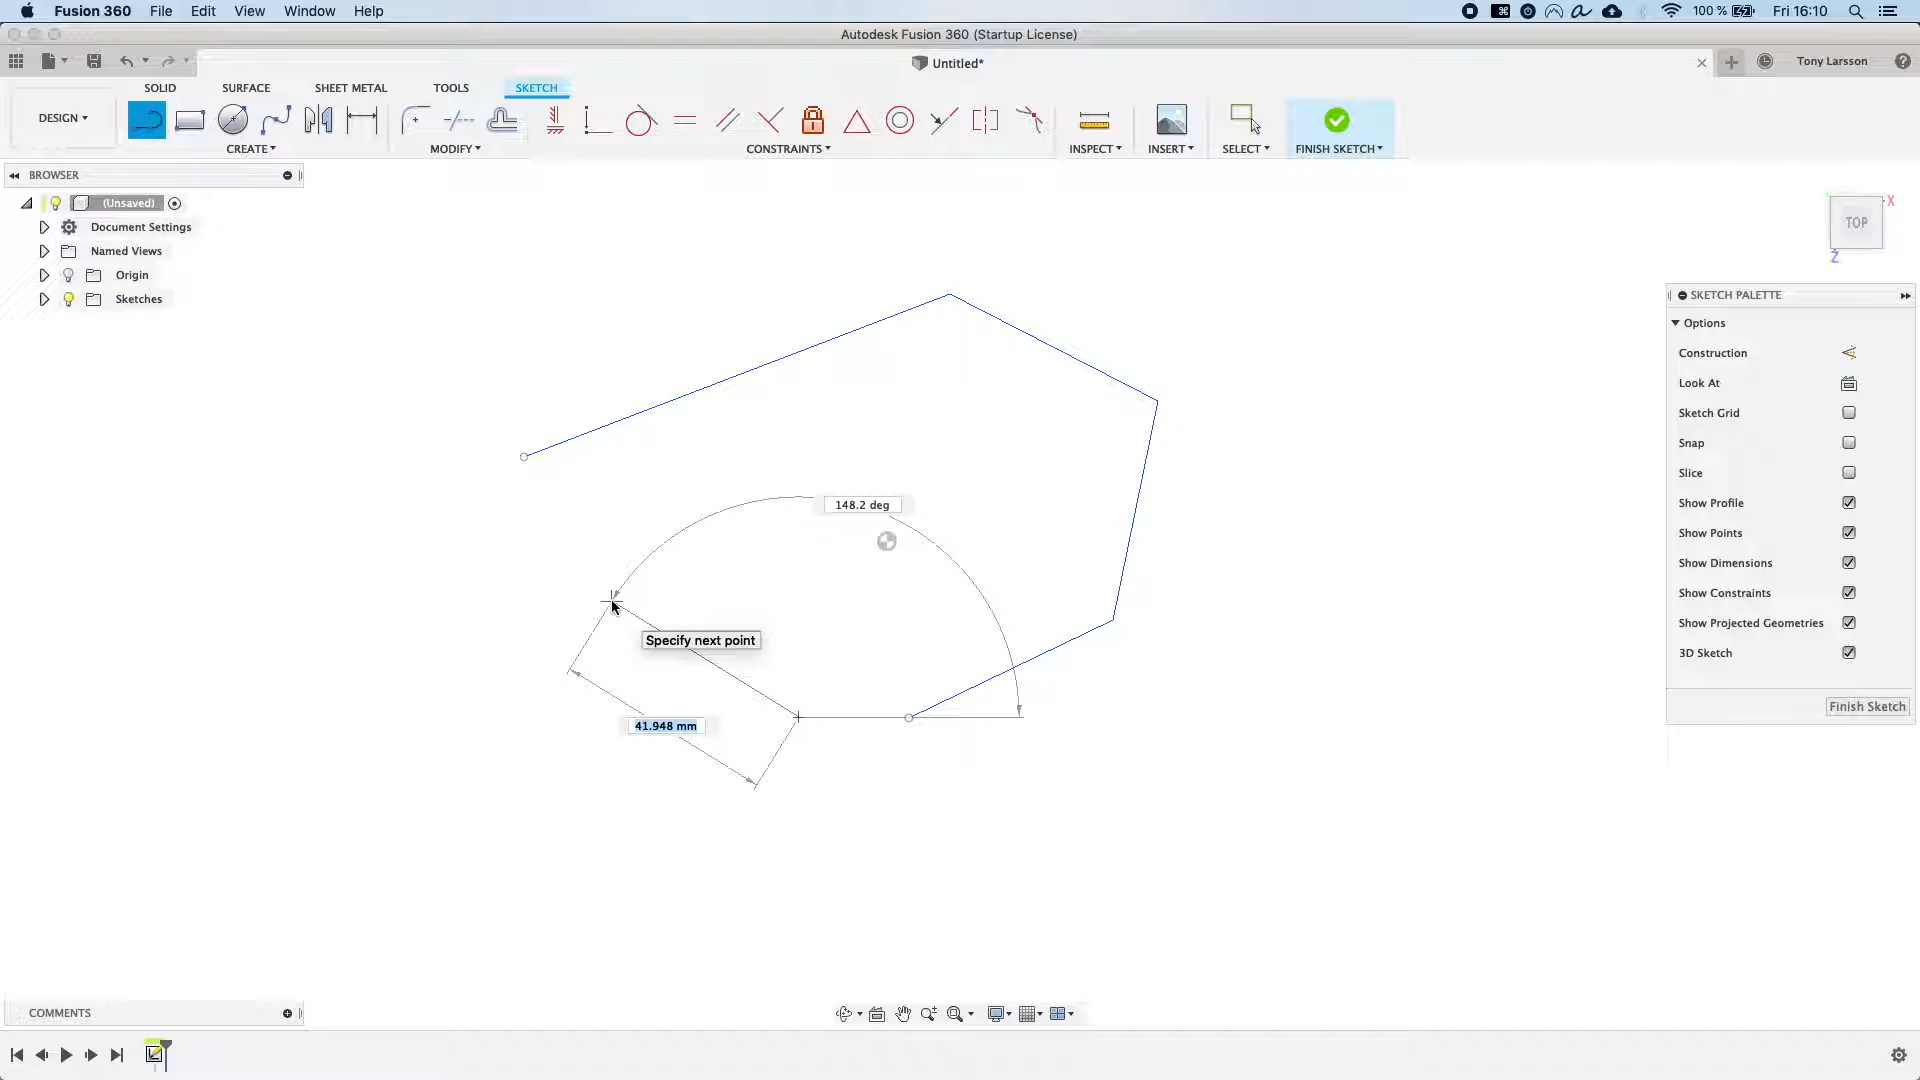 Fusion 360 File Edit View Window Help 100 % Fri 16:10
Autodesk Fusion 360 (Startup License)
Untitled* Tony Larsson
SOLID SURFACE SHEET METAL TOOLS SKETCH
DESIGN
CREATE MODIFY CONSTRAINTS INSPECT INSERT SELECT FINISH SKETCH
BROWSER
(Unsaved)
Document Settings
Named Views
Origin
Sketches
X
TOP
Z
SKETCH PALETTE
Options
Construction
Look At
Sketch Grid
Snap
Slice
Show Profile
Show Points
Show Dimensions
Show Constraints
Show Projected Geometries
3D Sketch
Finish Sketch
148.2 deg
Specify next point
41.948 mm
COMMENTS